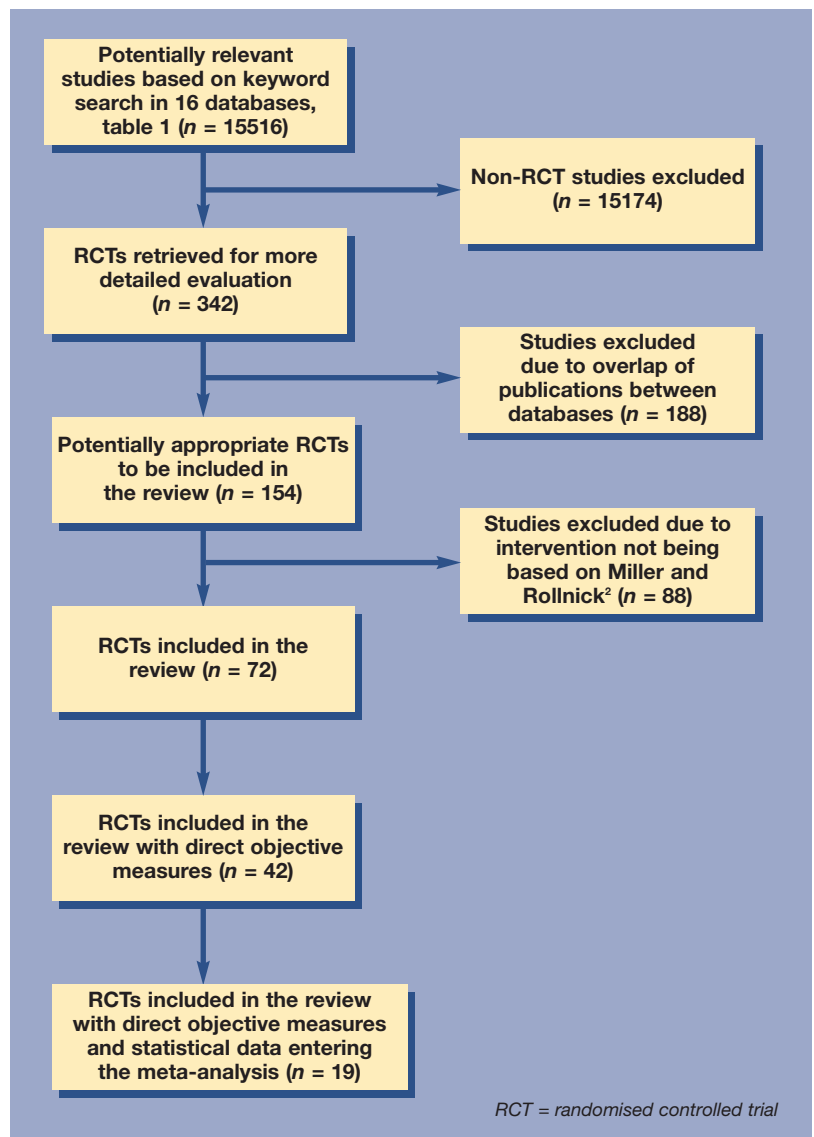 Potentially relevant
studies based on keyword
search in 16 databases,
table 1 (n = 15516)
Non-RCT studies excluded
(n = 15174)
RCTs retrieved for more
detailed evaluation
(n = 342)
Studies excluded
due to overlap of
publications between
databases (n = 188)
Potentially appropriate RCTs
to be included in
the review (n = 154)
Studies excluded due to
intervention not being
based on Miller and
Rollnick² (n = 88)
RCTs included in the
review (n = 72)
RCTs included in the
review with direct objective
measures (n = 42)
RCTs included in the review
with direct objective measures
and statistical data entering
the meta-analysis (n = 19)
RCT = randomised controlled trial